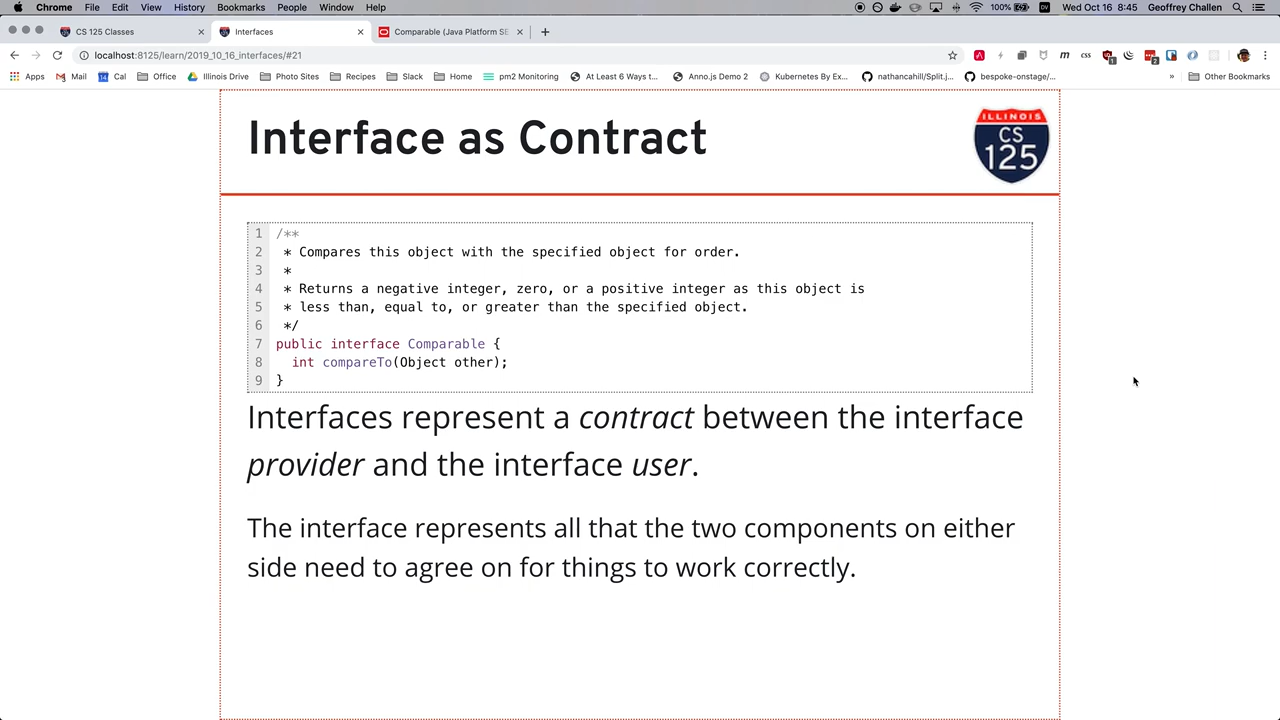 Chrome File Edit View History Bookmarks People Window Help 100% DV Wed Oct 16 8:45 Geoffrey Challen
CS 125 Classes Interfaces Comparable (Java Platform SE
localhost:8125/learn/2019_10_16_interfaces/#21
Apps Mail Cal Office Illinois Drive Photo Sites Recipes Slack Home pm2 Monitoring At Least 6 Ways t... Anno.js Demo 2 Kubernetes By Ex... nathancahill/Split.j... bespoke-onstage/... » Other Bookmarks
Interface as Contract
ILLINOIS
CS
125
1 /**
2 * Compares this object with the specified object for order.
3 *
4 * Returns a negative integer, zero, or a positive integer as this object is
5 * less than, equal to, or greater than the specified object.
6 */
7 public interface Comparable {
8 int compareTo(Object other);
9 }
Interfaces represent a contract between the interface
provider and the interface user.
The interface represents all that the two components on either
side need to agree on for things to work correctly.